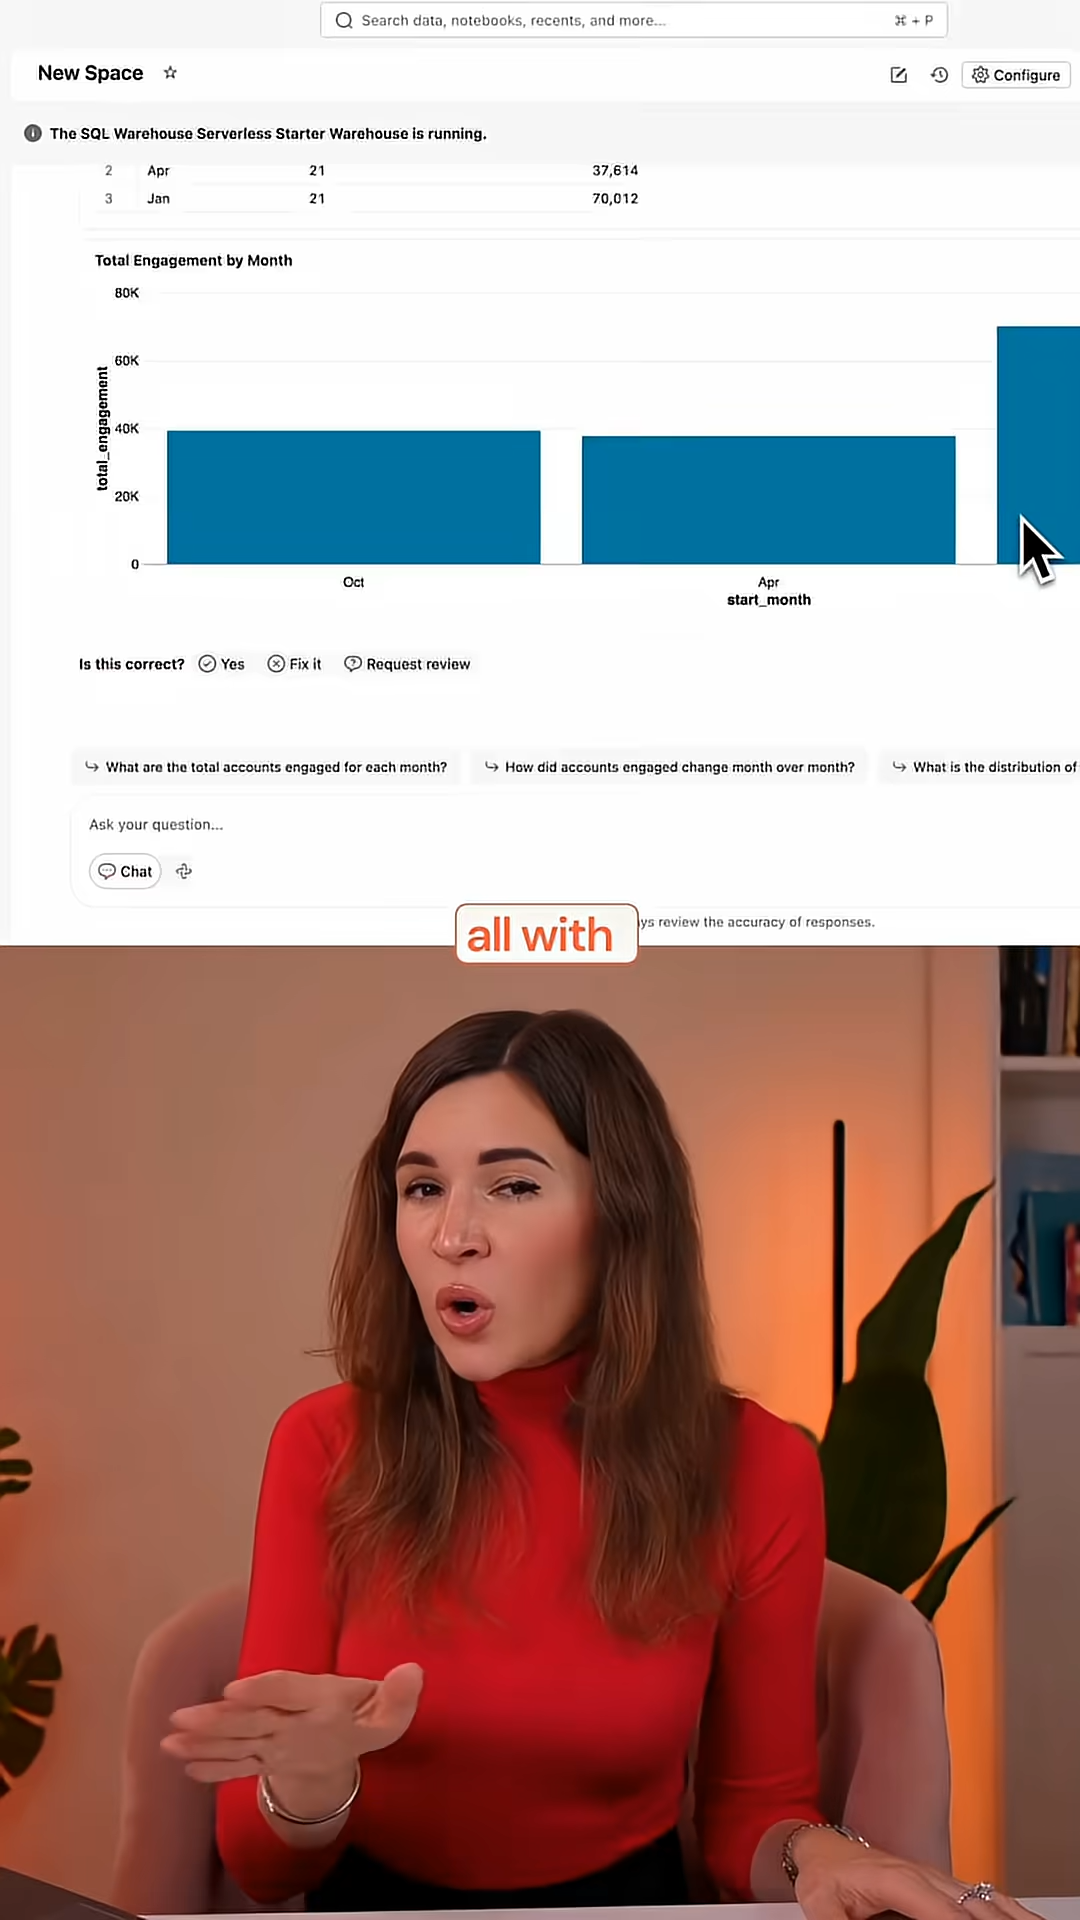 Search data, notebooks, recents, and more... ⌘ + P
New Space
Configure
The SQL Warehouse Serverless Starter Warehouse is running.
2 Apr 21 37,614
3 Jan 21 70,012
Total Engagement by Month
80K
60K
40K
20K
0
total_engagement
Oct Apr
start_month
Is this correct? Yes Fix it Request review
What are the total accounts engaged for each month? How did accounts engaged change month over month? What is the distribution of
Ask your question...
Chat
review the accuracy of responses.
all with